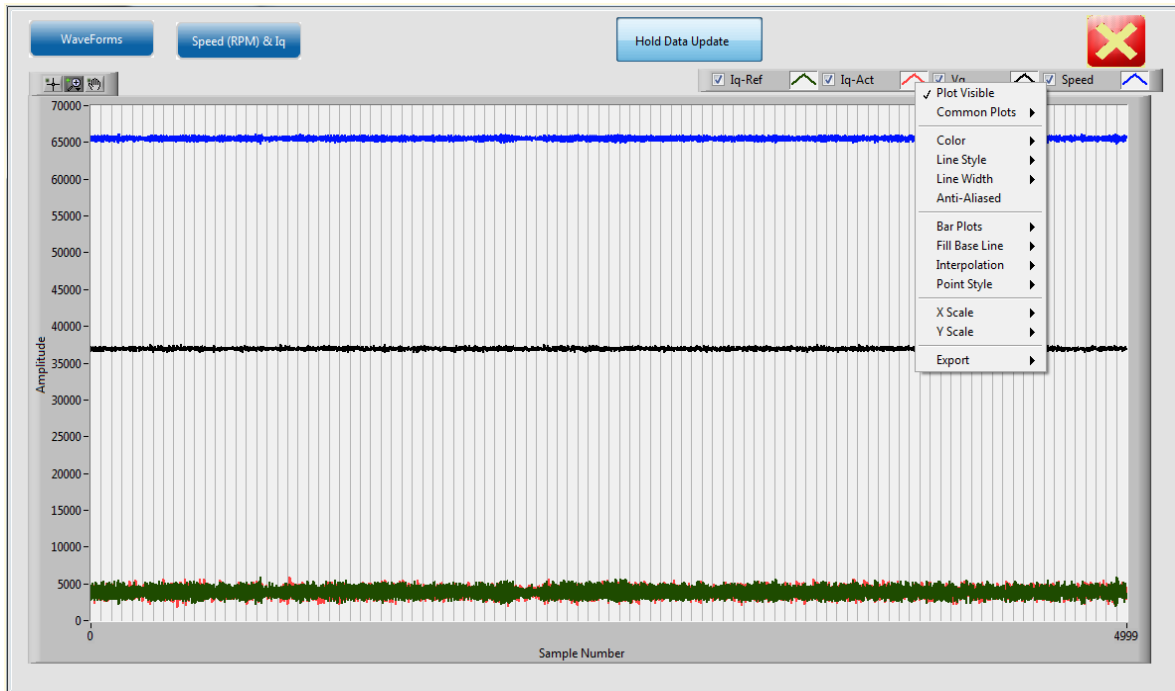 WaveForms
Speed (RPM) & Iq
Hold Data Update
Iq-Ref
Iq-Act
Vq
Speed
Plot Visible
Common Plots
Color
Line Style
Line Width
Anti-Aliased
Bar Plots
Fill Base Line
Interpolation
Point Style
X Scale
Y Scale
Export
Amplitude
70000
65000
60000
55000
50000
45000
40000
35000
30000
25000
20000
15000
10000
5000
0
0
4999
Sample Number